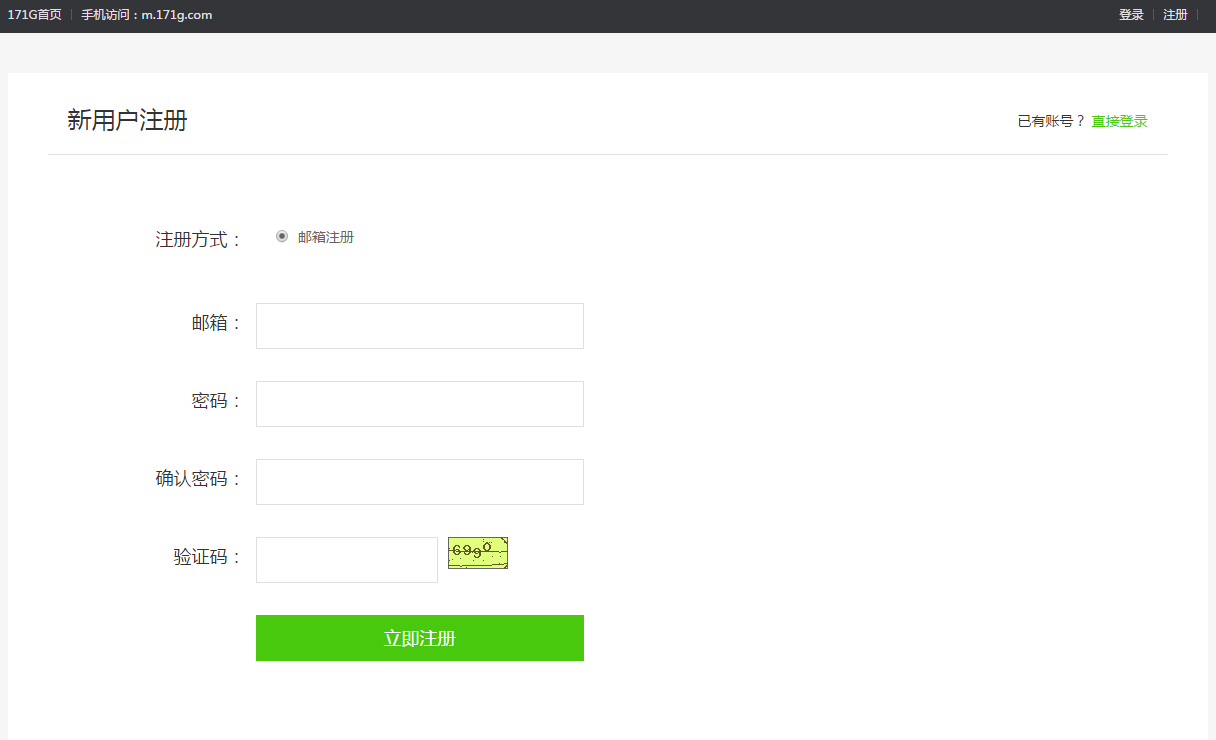 171G首页 手机访问：m.171g.com 登录 注册
新用户注册 已有账号？ 直接登录
注册方式： 邮箱注册
邮箱：
密码：
确认密码：
验证码： 6990
立即注册